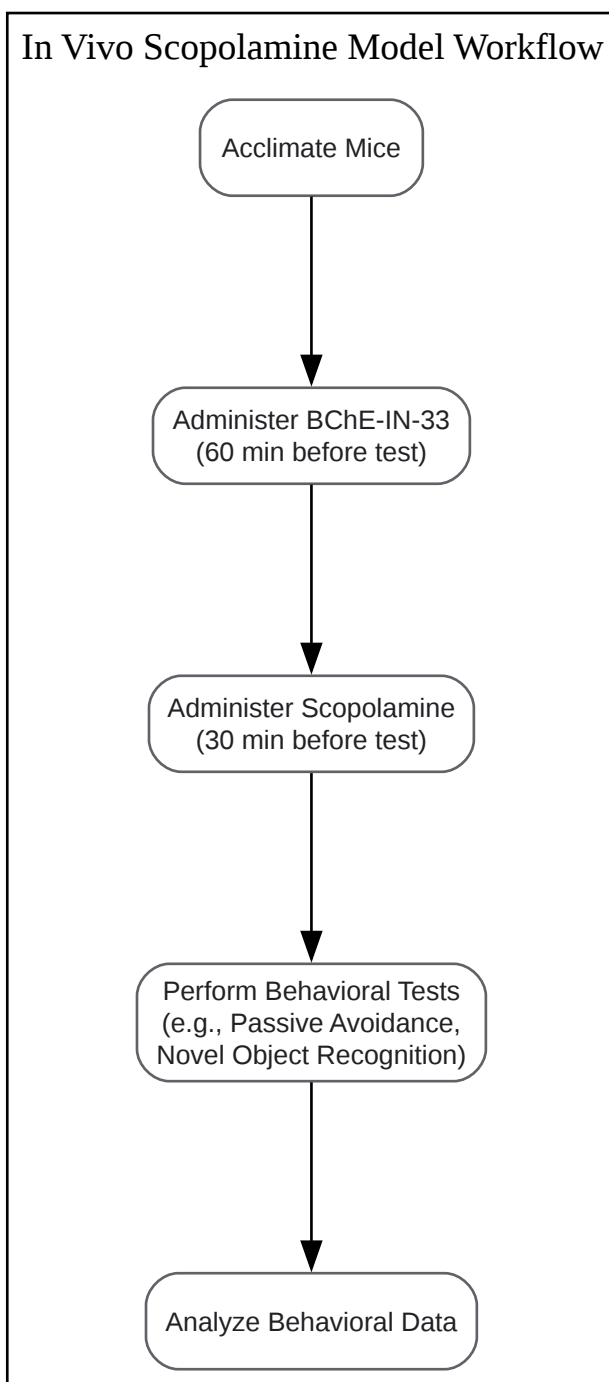 In Vivo Scopolamine Model Workflow
Acclimate Mice
Administer BChE-IN-33
(60 min before test)
Administer Scopolamine
(30 min before test)
Perform Behavioral Tests
(e.g., Passive Avoidance,
Novel Object Recognition)
Analyze Behavioral Data